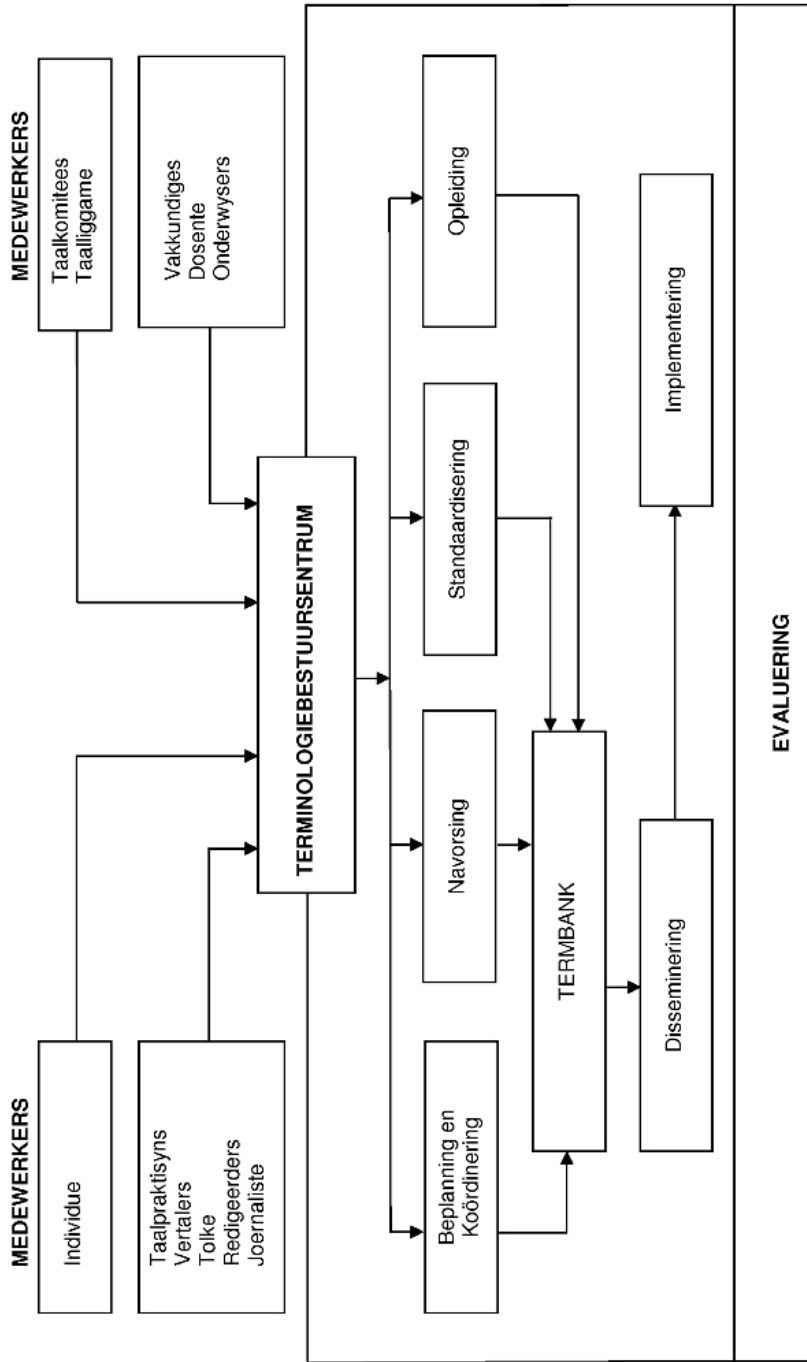 MEDEWERKERS
MEDEWERKERS
Individue
Taalkomitees
Taalliggame
Taalpraktisyns
Vertalers
Tolke
Redigeerders
Joernaliste
Vakkundiges
Dosente
Onderwysers
TERMINOLOGIEBESTUURSENTRUM
Beplanning en
Koördinering
Navorsing
Standaardisering
Opleiding
TERMBANK
Disseminering
Implementering
EVALUERING